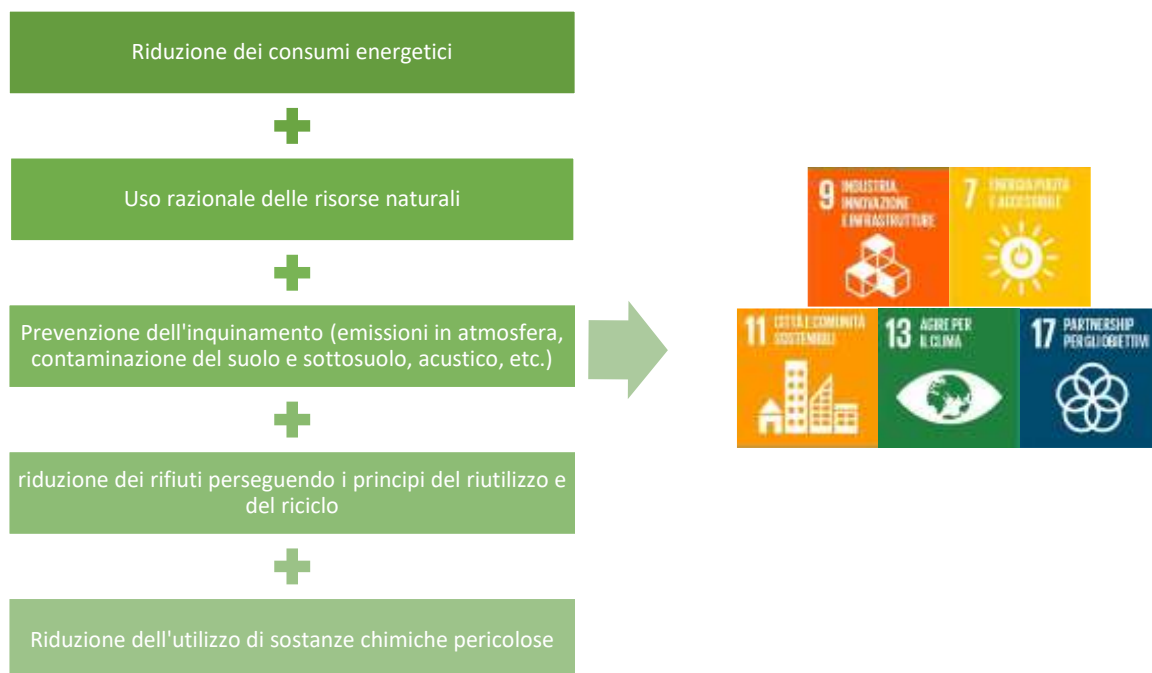 Riduzione dei consumi energetici
Uso razionale delle risorse naturali
Prevenzione dell'inquinamento (emissioni in atmosfera,
contaminazione del suolo e sottosuolo, acustico, etc.)
riduzione dei rifiuti perseguendo i principi del riutilizzo e
del riciclo
Riduzione dell'utilizzo di sostanze chimiche pericolose
9 INDUSTRIA,
INNOVAZIONE
E INFRASTRUTTURE
7 ENERGIA PULITA
E ACCESSIBILE
11 CITTÀ E COMUNITÀ
SOSTENIBILI
13 AGIRE PER
IL CLIMA
17 PARTNERSHIP
PER GLI OBIETTIVI